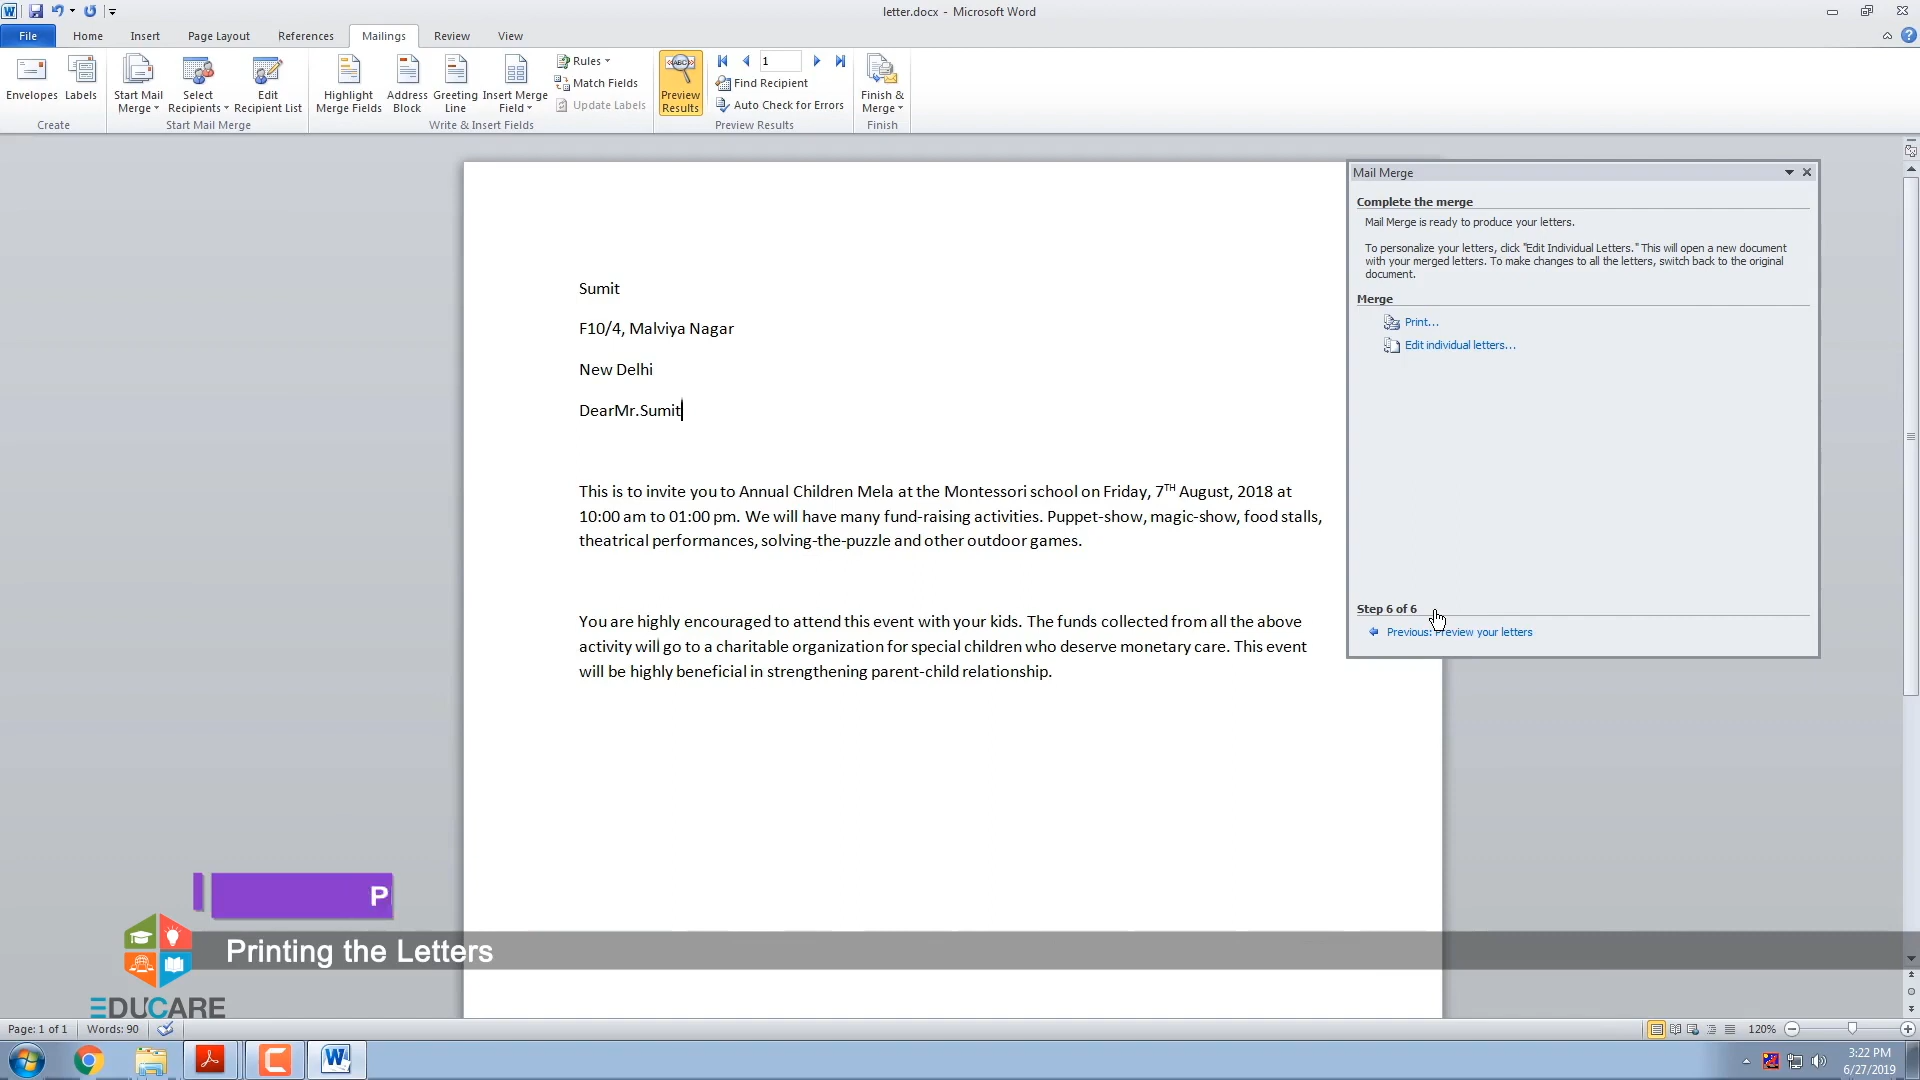 letter.docx - Microsoft Word
File Home Insert Page Layout References Mailings Review View
Envelopes
Labels
Create
Start Mail
Merge
Select
Recipients
Edit
Recipient List
Start Mail Merge
Highlight
Merge Fields
Address
Block
Greeting
Line
Insert Merge
Field
Rules
Match Fields
Update Labels
Write & Insert Fields
ABC
Preview
Results
1
Find Recipient
Auto Check for Errors
Preview Results
Finish &
Merge
Finish
Sumit
F10/4, Malviya Nagar
New Delhi
DearMr.Sumit
This is to invite you to Annual Children Mela at the Montessori school on Friday, 7TH August, 2018 at
10:00 am to 01:00 pm. We will have many fund-raising activities. Puppet-show, magic-show, food stalls,
theatrical performances, solving-the-puzzle and other outdoor games.
You are highly encouraged to attend this event with your kids. The funds collected from all the above
activity will go to a charitable organization for special children who deserve monetary care. This event
will be highly beneficial in strengthening parent-child relationship.
Mail Merge
Complete the merge
Mail Merge is ready to produce your letters.
To personalize your letters, click "Edit Individual Letters." This will open a new document
with your merged letters. To make changes to all the letters, switch back to the original
document.
Merge
Print...
Edit individual letters...
Step 6 of 6
Previous: Preview your letters
P
Printing the Letters
EDUCARE
Page: 1 of 1 Words: 90
120%
3:22 PM
6/27/2019